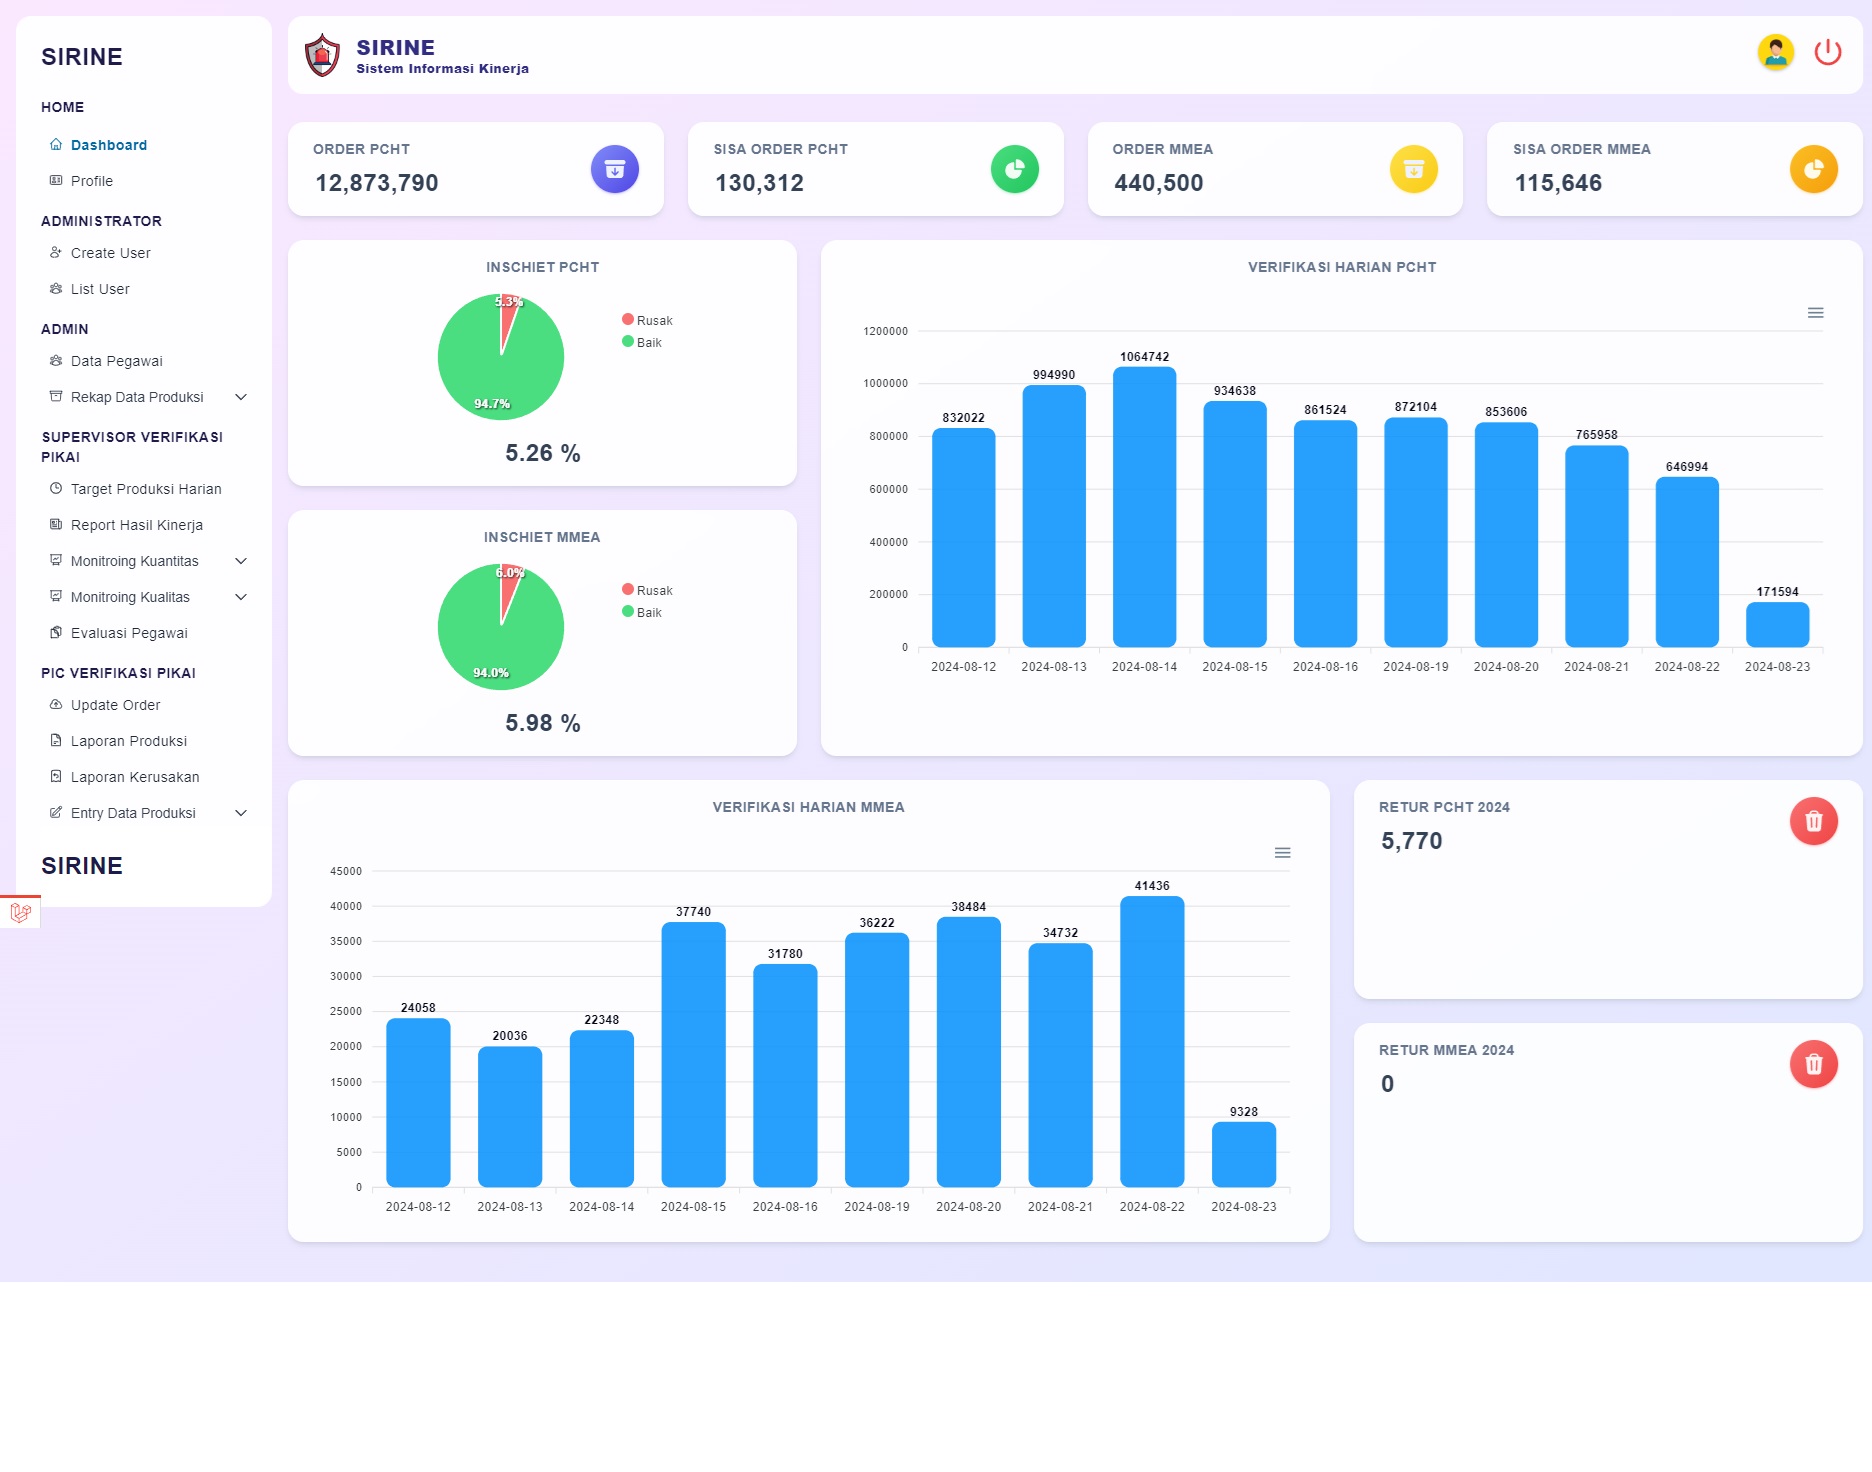 SIRINE
HOME
Dashboard
Profile
ADMINISTRATOR
Create User
List User
ADMIN
Data Pegawai
Rekap Data Produksi
SUPERVISOR VERIFIKASI
PIKAI
Target Produksi Harian
Report Hasil Kinerja
Monitroing Kuantitas
Monitroing Kualitas
Evaluasi Pegawai
PIC VERIFIKASI PIKAI
Update Order
Laporan Produksi
Laporan Kerusakan
Entry Data Produksi
SIRINE
SIRINE
Sistem Informasi Kinerja
ORDER PCHT
12,873,790
SISA ORDER PCHT
130,312
ORDER MMEA
440,500
SISA ORDER MMEA
115,646
INSCHIET PCHT
5.3%
94.7%
Rusak
Baik
5.26 %
INSCHIET MMEA
6.0%
94.0%
Rusak
Baik
5.98 %
VERIFIKASI HARIAN PCHT
1200000
1000000
800000
600000
400000
200000
0
832022
994990
1064742
934638
861524
872104
853606
765958
646994
171594
2024-08-12
2024-08-13
2024-08-14
2024-08-15
2024-08-16
2024-08-19
2024-08-20
2024-08-21
2024-08-22
2024-08-23
VERIFIKASI HARIAN MMEA
45000
40000
35000
30000
25000
20000
15000
10000
5000
0
24058
20036
22348
37740
31780
36222
38484
34732
41436
9328
2024-08-12
2024-08-13
2024-08-14
2024-08-15
2024-08-16
2024-08-19
2024-08-20
2024-08-21
2024-08-22
2024-08-23
RETUR PCHT 2024
5,770
RETUR MMEA 2024
0